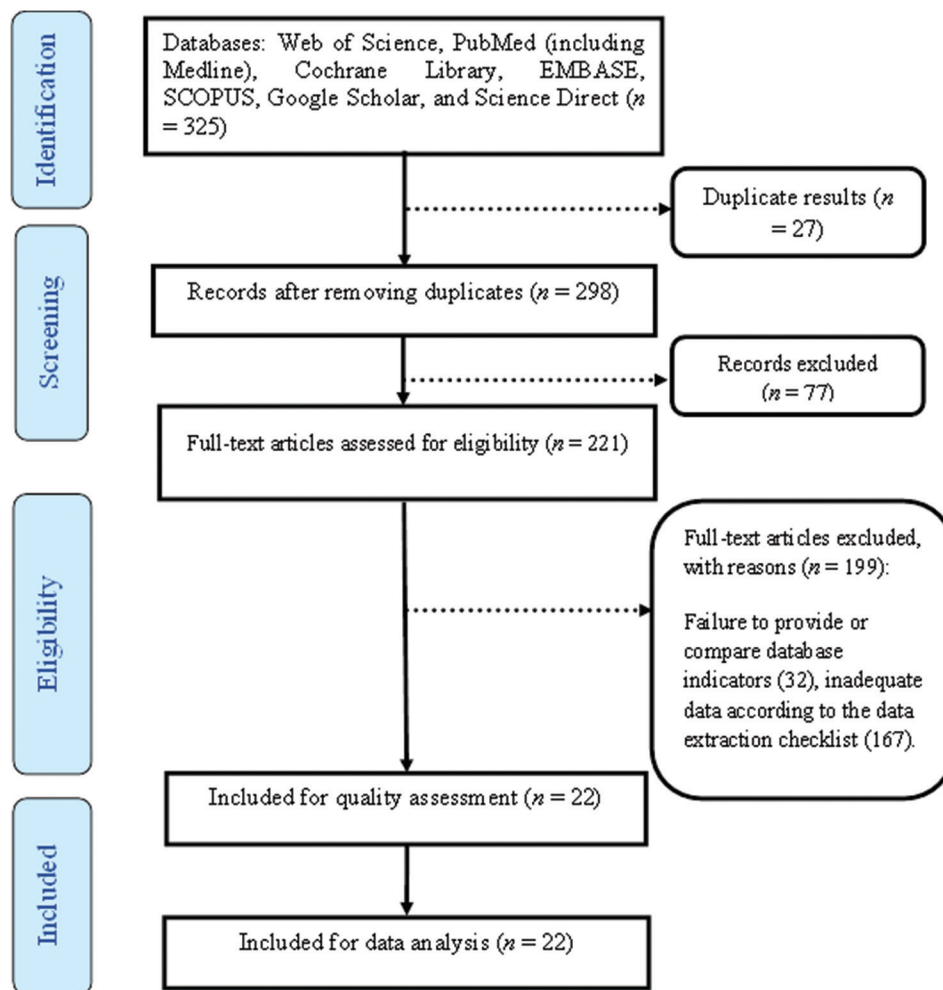 Identification
Databases: Web of Science, PubMed (including
Medline), Cochrane Library, EMBASE,
SCOPUS, Google Scholar, and Science Direct (n
= 325)
Duplicate results (n
= 27)
Screening
Records after removing duplicates (n = 298)
Records excluded
(n = 77)
Full-text articles assessed for eligibility (n = 221)
Eligibility
Full-text articles excluded,
with reasons (n = 199):
Failure to provide or
compare database
indicators (32), inadequate
data according to the data
extraction checklist (167).
Included for quality assessment (n = 22)
Included
Included for data analysis (n = 22)